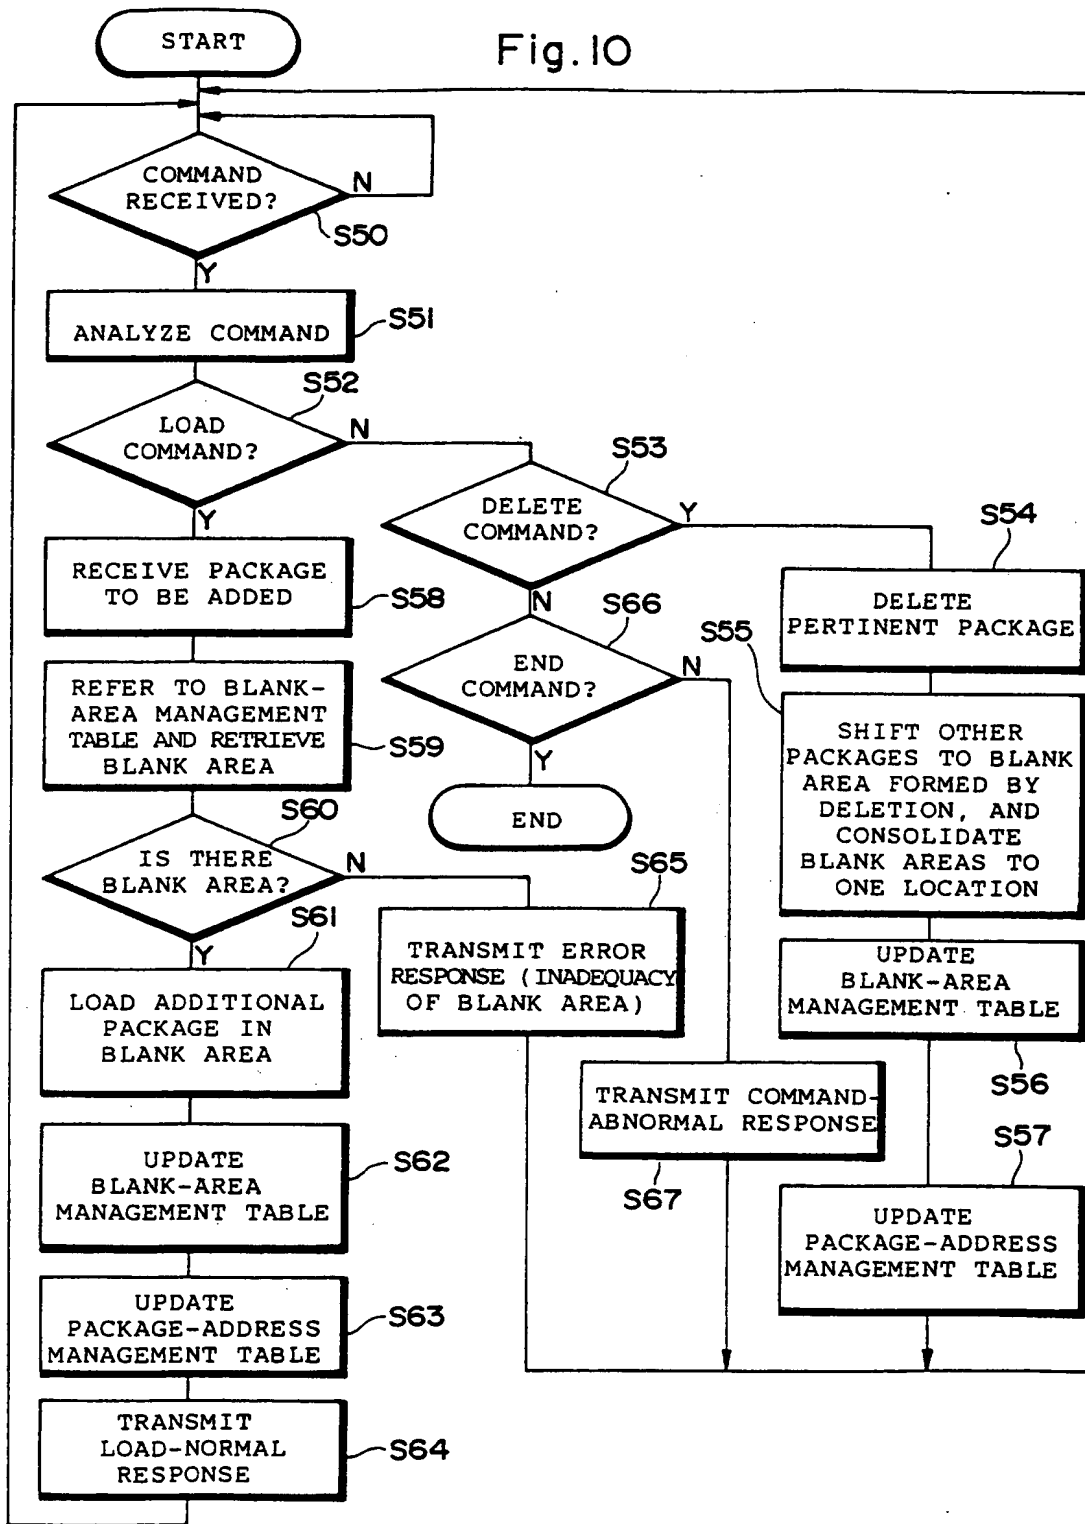 START
Fig. 10
COMMAND
RECEIVED?
N
S50
Y
ANALYZE COMMAND
S51
S52
LOAD
COMMAND?
N
Y
S53
DELETE
COMMAND?
Y
N
S54
DELETE
PERTINENT PACKAGE
RECEIVE PACKAGE
TO BE ADDED
S58
S66
END
COMMAND?
N
Y
END
S55
SHIFT OTHER
PACKAGES TO BLANK
AREA FORMED BY
DELETION, AND
CONSOLIDATE
BLANK AREAS TO
ONE LOCATION
REFER TO BLANK-
AREA MANAGEMENT
TABLE AND RETRIEVE
BLANK AREA
S59
S60
IS THERE
BLANK AREA?
N
Y
S65
TRANSMIT ERROR
RESPONSE (INADEQUACY
OF BLANK AREA)
UPDATE
BLANK-AREA
MANAGEMENT TABLE
S56
S61
LOAD ADDITIONAL
PACKAGE IN
BLANK AREA
TRANSMIT COMMAND-
ABNORMAL RESPONSE
S67
S57
UPDATE
PACKAGE-ADDRESS
MANAGEMENT TABLE
UPDATE
BLANK-AREA
MANAGEMENT TABLE
S62
UPDATE
PACKAGE-ADDRESS
MANAGEMENT TABLE
S63
TRANSMIT
LOAD-NORMAL
RESPONSE
S64